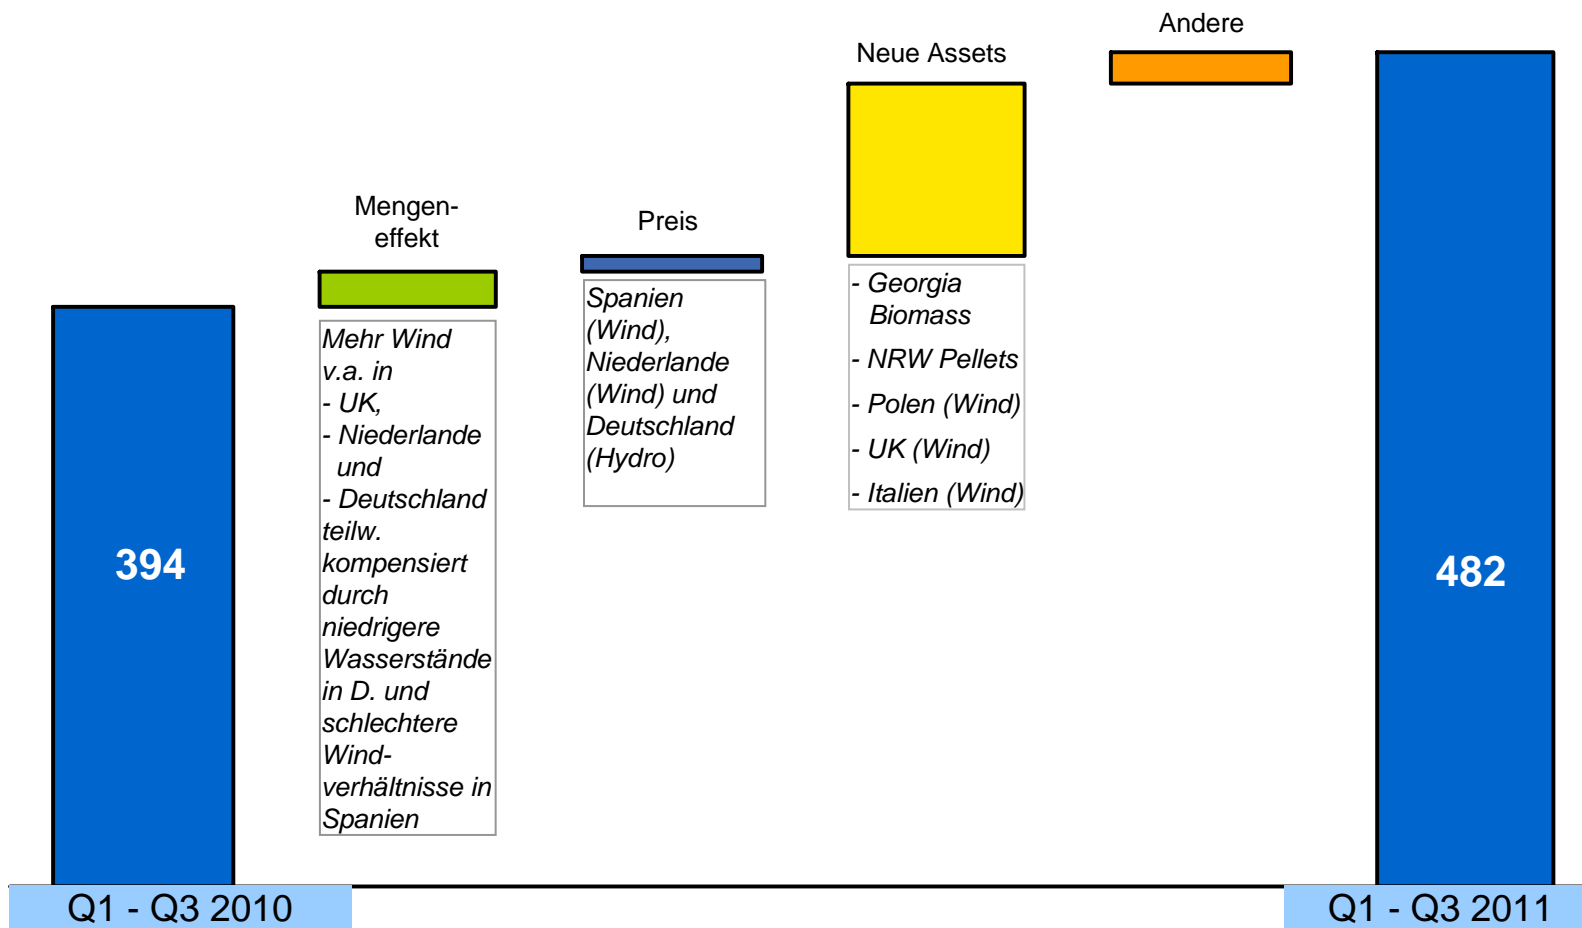 Andere
Neue Assets
Mengen-
effekt
Preis
- Georgia
Biomass
- NRW Pellets
- Polen (Wind)
- UK (Wind)
- Italien (Wind)
Spanien
(Wind),
Niederlande
(Wind) und
Deutschland
(Hydro)
Mehr Wind
v.a. in
- UK,
- Niederlande
und
- Deutschland
teilw.
kompensiert
durch
niedrigere
Wasserstände
in D. und
schlechtere
Wind-
verhältnisse in
Spanien
394
482
Q1 - Q3 2010
Q1 - Q3 2011